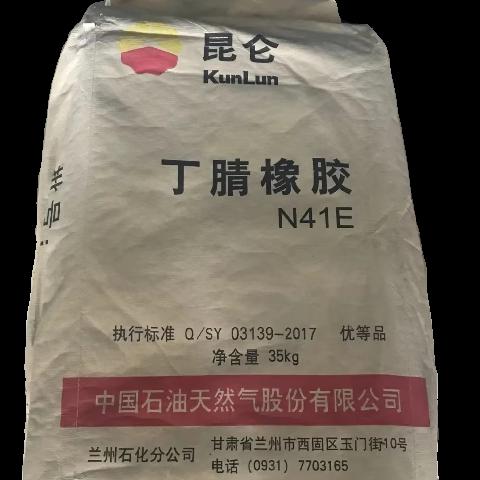 昆仑
KunLun
丁腈橡胶
N41E
执行标准 Q/SY 03139-2017 优等品
净含量 35kg
中国石油天然气股份有限公司
兰州石化分公司
甘肃省兰州市西固区玉门街10号
电话 (0931) 7703165